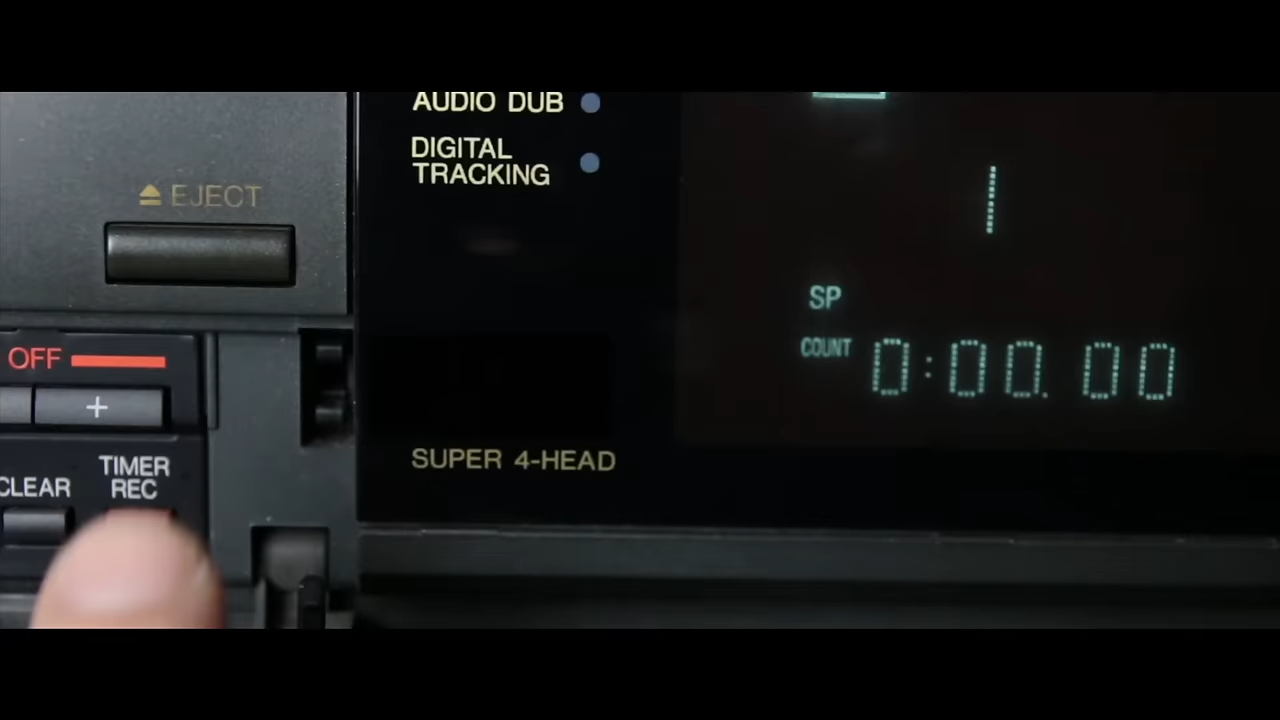 AUDIO DUB
DIGITAL
TRACKING
EJECT
SP
COUNT 0:00.00
OFF
+
SUPER 4-HEAD
CLEAR
TIMER
REC